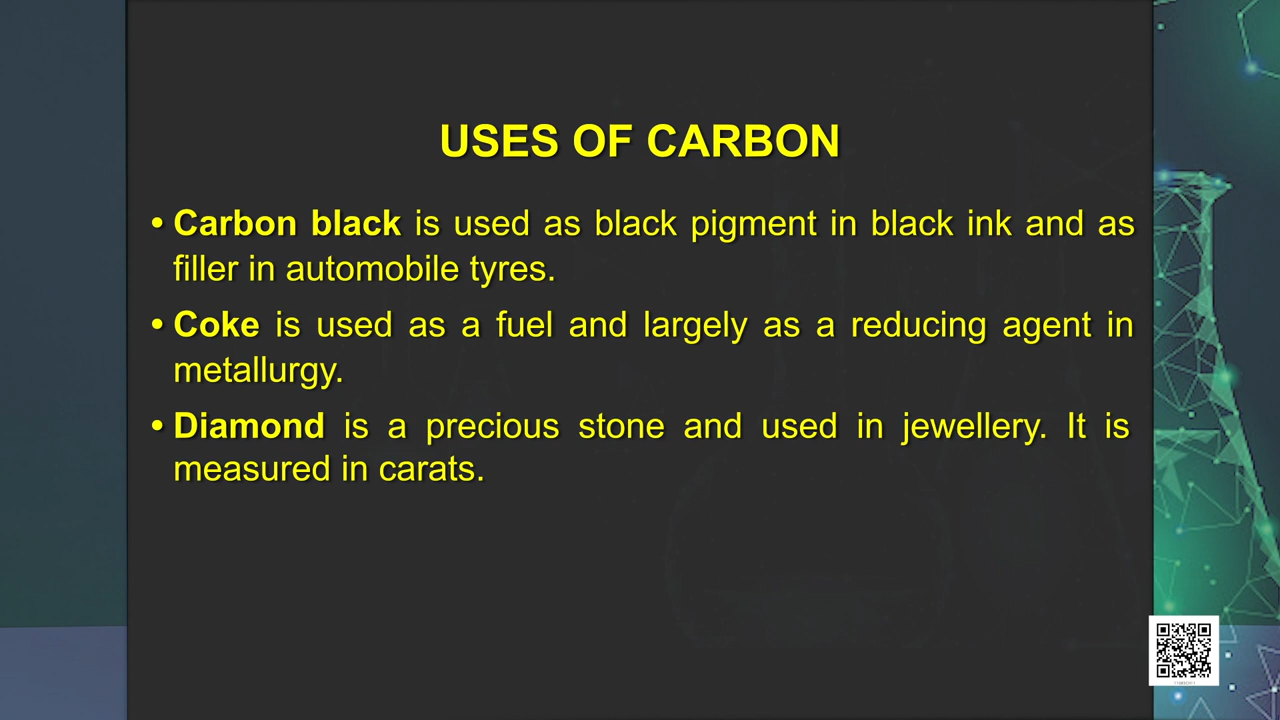 USES OF CARBON
• Carbon black is used as black pigment in black ink and as
filler in automobile tyres.
• Coke is used as a fuel and largely as a reducing agent in
metallurgy.
• Diamond is a precious stone and used in jewellery. It is
measured in carats.